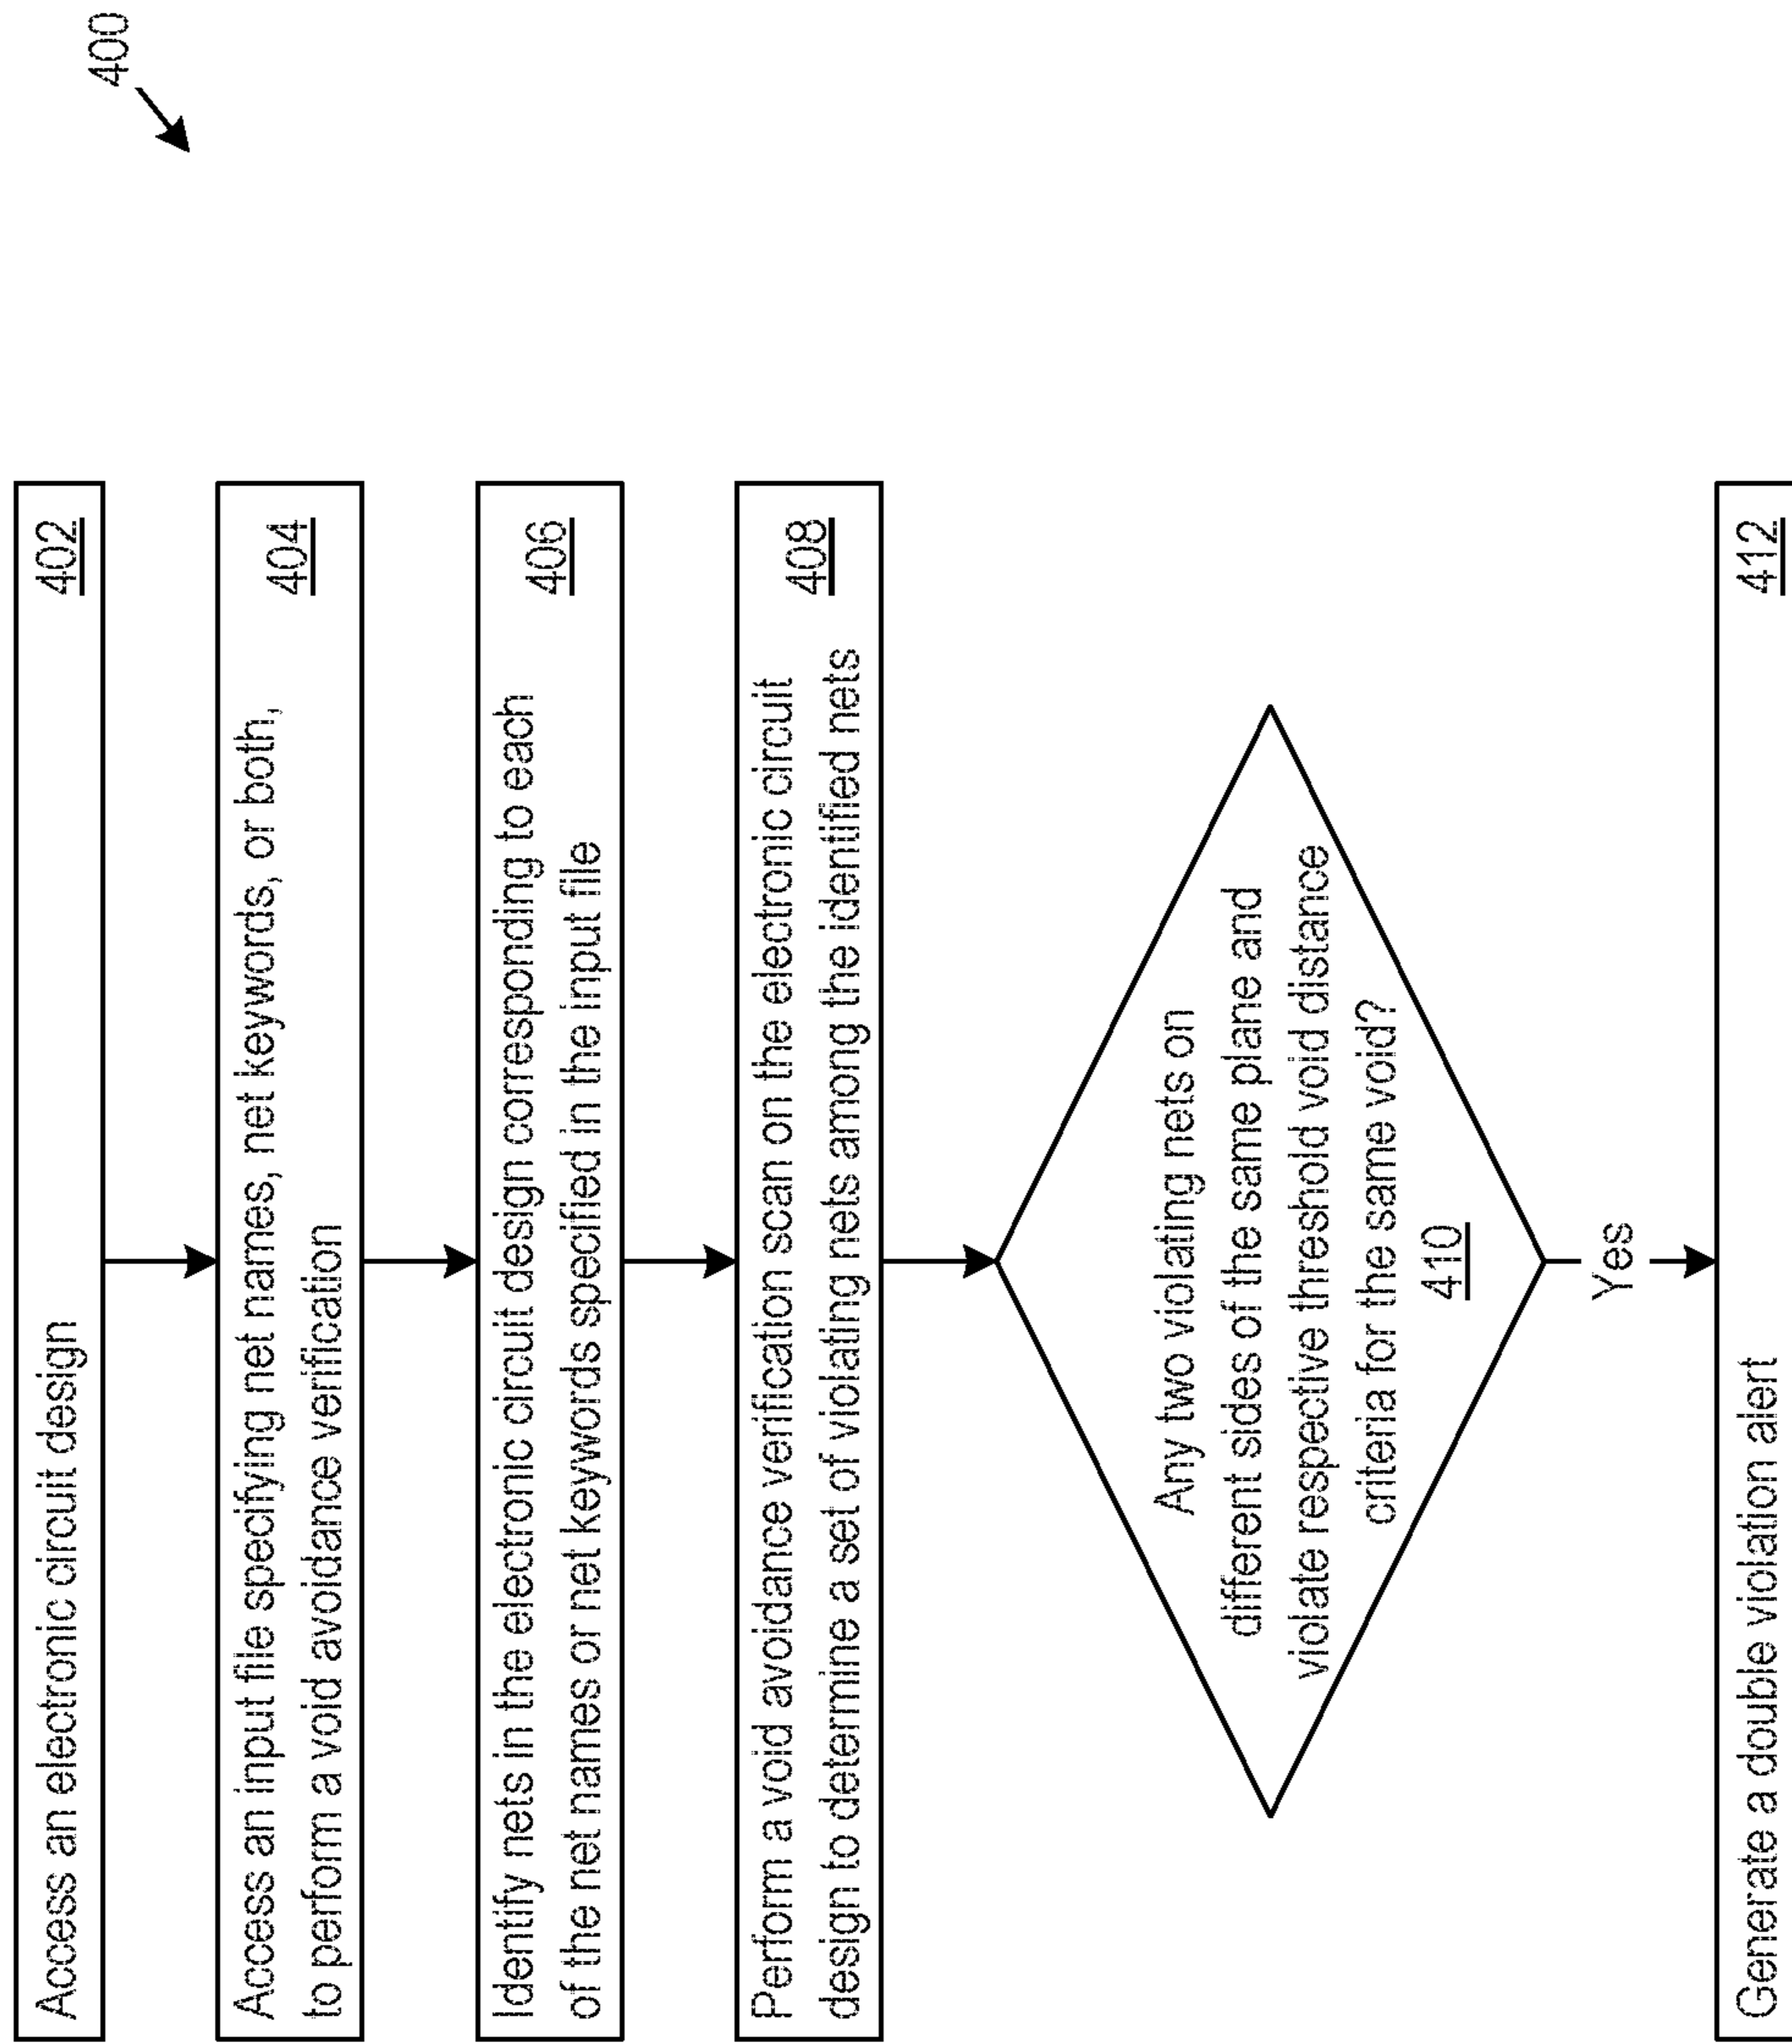 400
Access an electronic circuit design 402
Access an input file specifying net names, net keywords, or both, 404
to perform a void avoidance verification
Identify nets in the electronic circuit design corresponding to each 406
of the net names or net keywords specified in the input file
Perform a void avoidance verification scan on the electronic circuit 408
design to determine a set of violating nets among the identified nets
Any two violating nets on
different sides of the same plane and
violate respective threshold void distance
criteria for the same void?
410
Yes
Generate a double violation alert 412